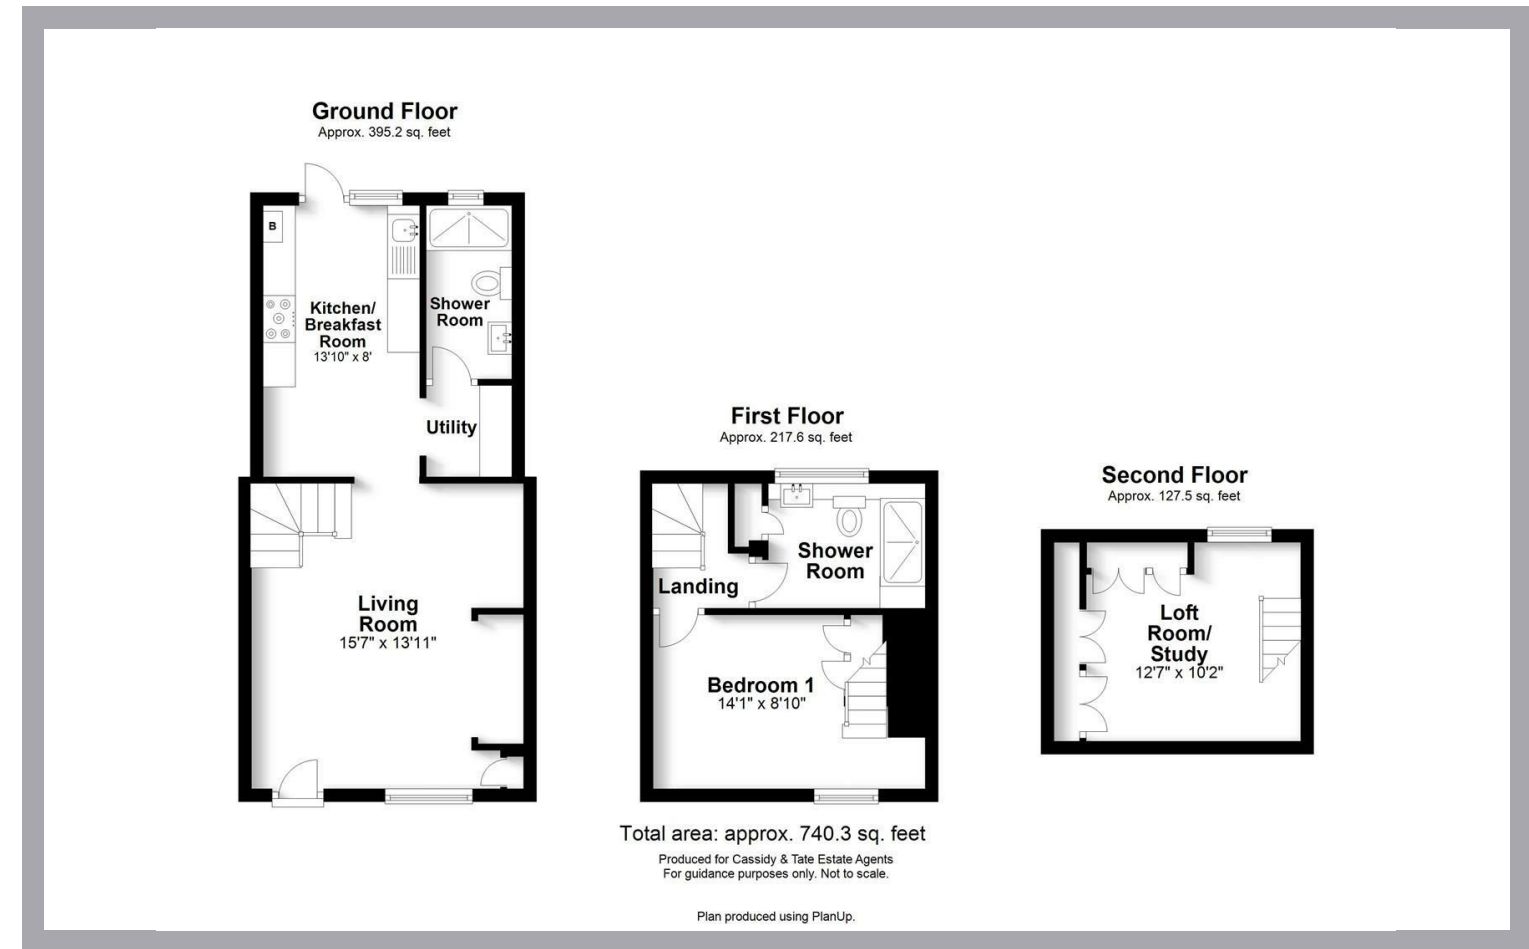 Ground Floor
Approx. 395.2 sq. feet
B
Kitchen/
Breakfast
Room
13'10" x 8'
Shower
Room
Utility
Living
Room
15'7" x 13'11"
First Floor
Approx. 217.6 sq. feet
Shower
Room
Landing
Bedroom 1
14'1" x 8'10"
Second Floor
Approx. 127.5 sq. feet
Loft
Room/
Study
12'7" x 10'2"
Total area: approx. 740.3 sq. feet
Produced for Cassidy & Tate Estate Agents
For guidance purposes only. Not to scale.
Plan produced using PlanUp.